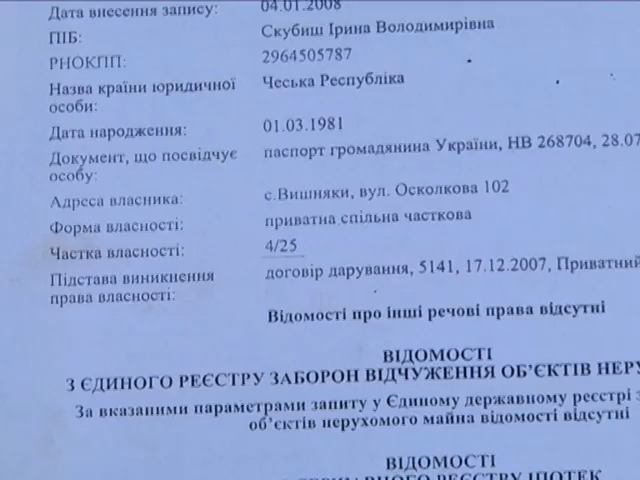 Дата внесення запису: 04.01.2008
ПІБ: Скубиш Ірина Володимирівна
РНОКПП: 2964505787
Назва країни юридичної особи: Чеська Республіка
Дата народження: 01.03.1981
Документ, що посвідчує особу: паспорт громадянина України, НВ 268704, 28.07
Адреса власника: с.Вишняки, вул. Осколкова 102
Форма власності: приватна спільна часткова
Частка власності: 4/25
Підстава виникнення права власності: договір дарування, 5141, 17.12.2007, Приватний
Відомості про інші речові права відсутні
ВІДОМОСТІ
З ЄДИНОГО РЕЄСТРУ ЗАБОРОН ВІДЧУЖЕННЯ ОБ’ЄКТІВ НЕРУ
За вказаними параметрами запиту у Єдиному державному реєстрі з
об’єктів нерухомого майна відомості відсутні
ВІДОМОСТІ
РЕЄСТРУ ІПОТЕК